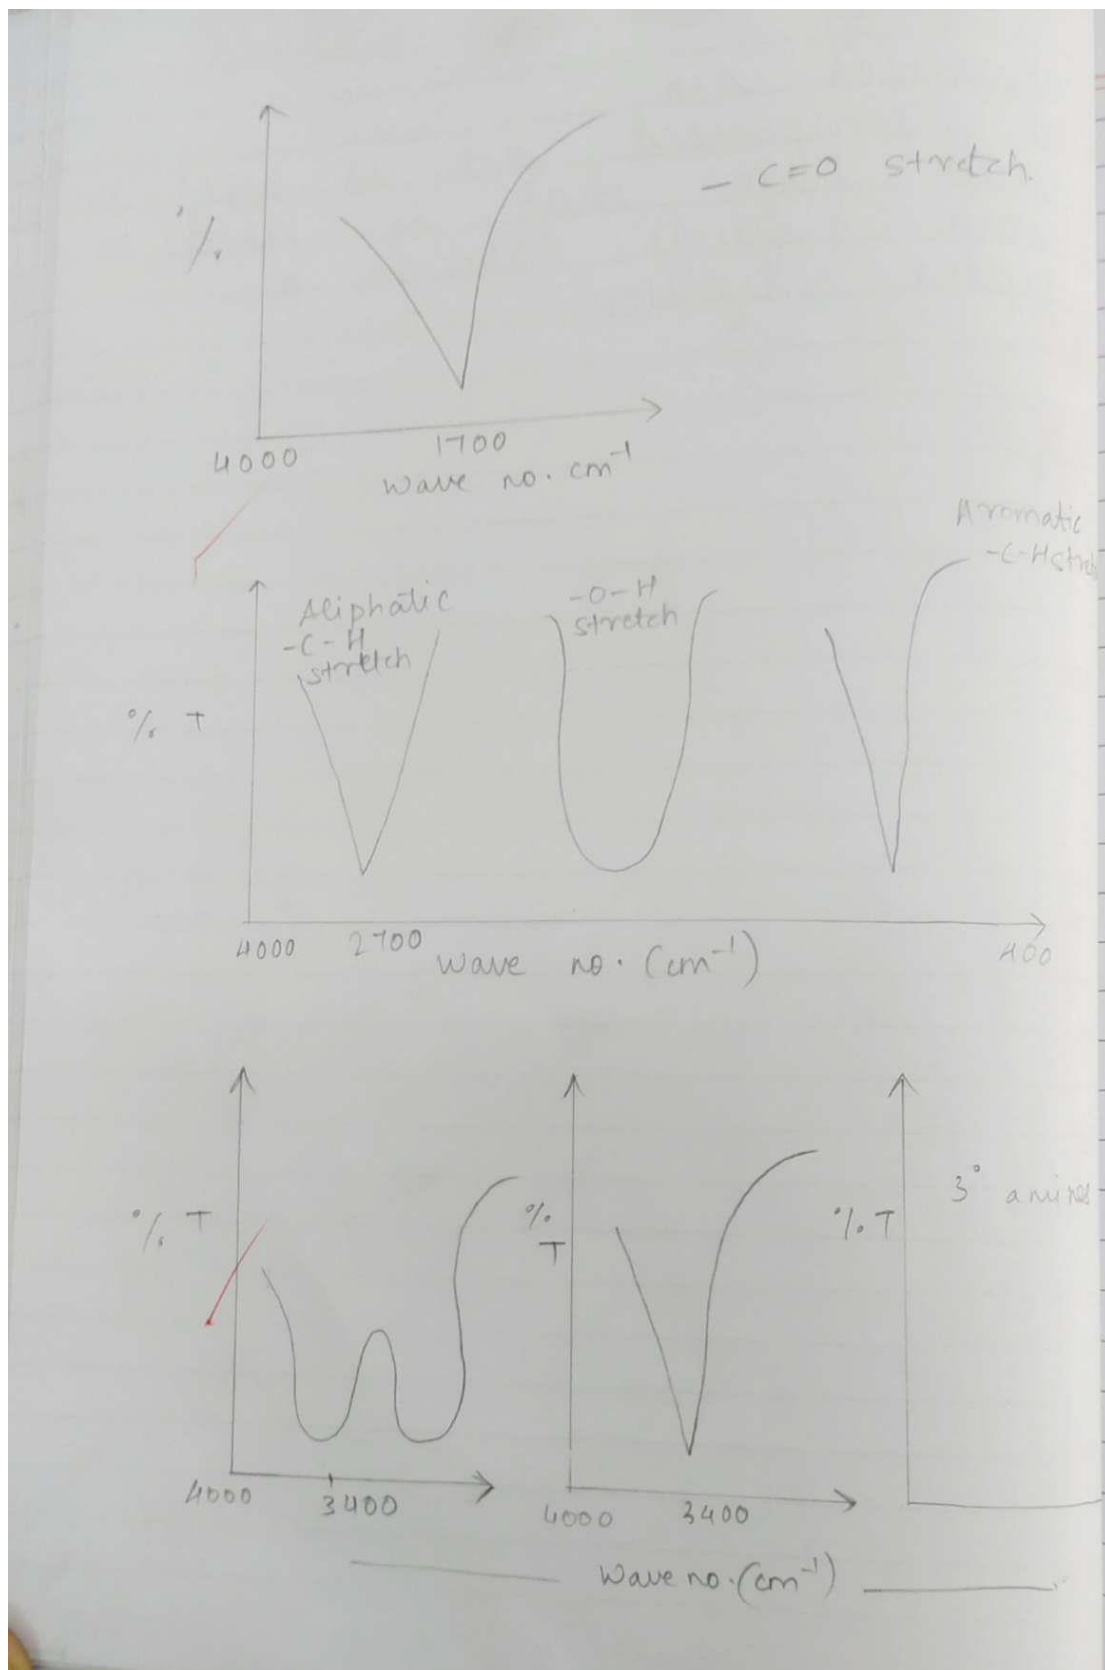 - C=O stretch.
%
4000
1700
Wave no. cm⁻¹
Aromatic
-C-H
Aliphatic
-C-H
stretch
-O-H
stretch
% T
4000
2700
Wave no. (cm⁻¹)
400
% T
4000
3400
%
T
4000
3400
% T
3° amines
Wave no. (cm⁻¹)